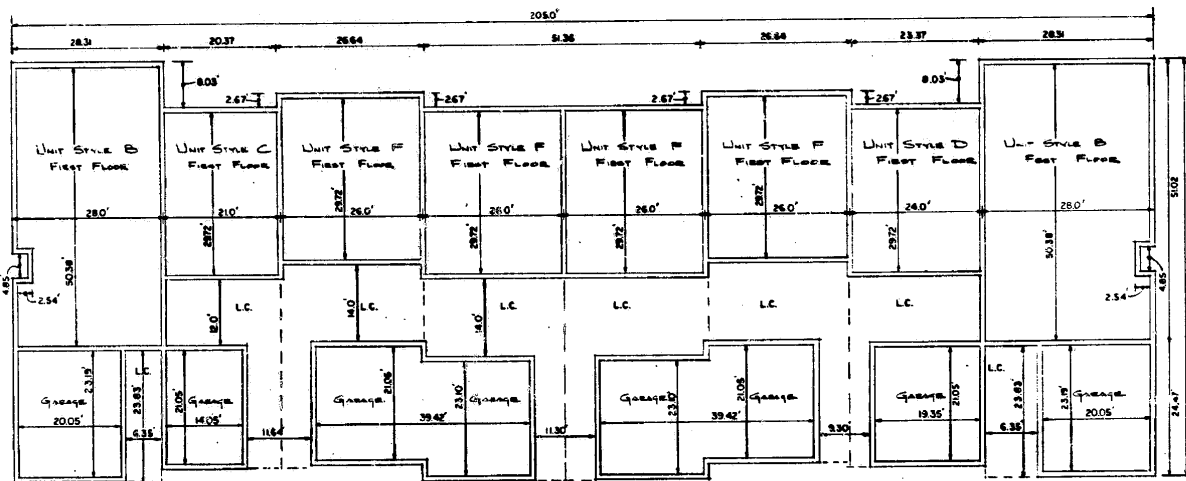 205.0'
28.31 20.37 26.64 51.36 26.64 23.37 28.31
8.03' 2.67' 2.67' 2.67' 2.67' 8.03'
UNIT STYLE B UNIT STYLE C UNIT STYLE F UNIT STYLE F UNIT STYLE F UNIT STYLE F UNIT STYLE D UNIT STYLE B
FIRST FLOOR FIRST FLOOR FIRST FLOOR FIRST FLOOR FIRST FLOOR FIRST FLOOR FIRST FLOOR FIRST FLOOR
51.02
28.0' 21.0' 26.0' 26.0' 26.0' 26.0' 24.0' 28.0'
29.72' 29.72' 29.72' 29.72' 29.72' 29.72'
50.38' 50.38'
4.85 2.54' 2.54' 4.85
12.0' L.C. 14.0' L.C. 14.0' L.C. L.C. L.C. L.C.
L.C. L.C.
23.19' 23.83' 21.05' 21.06' 23.10' 23.10' 21.06' 21.05' 23.83' 23.19' 24.47'
GARAGE GARAGE GARAGE GARAGE GARAGE GARAGE GARAGE GARAGE
20.05' 14.05' 39.42' 39.42' 19.35' 20.05'
6.35' 11.64' 11.30' 9.30' 6.35'